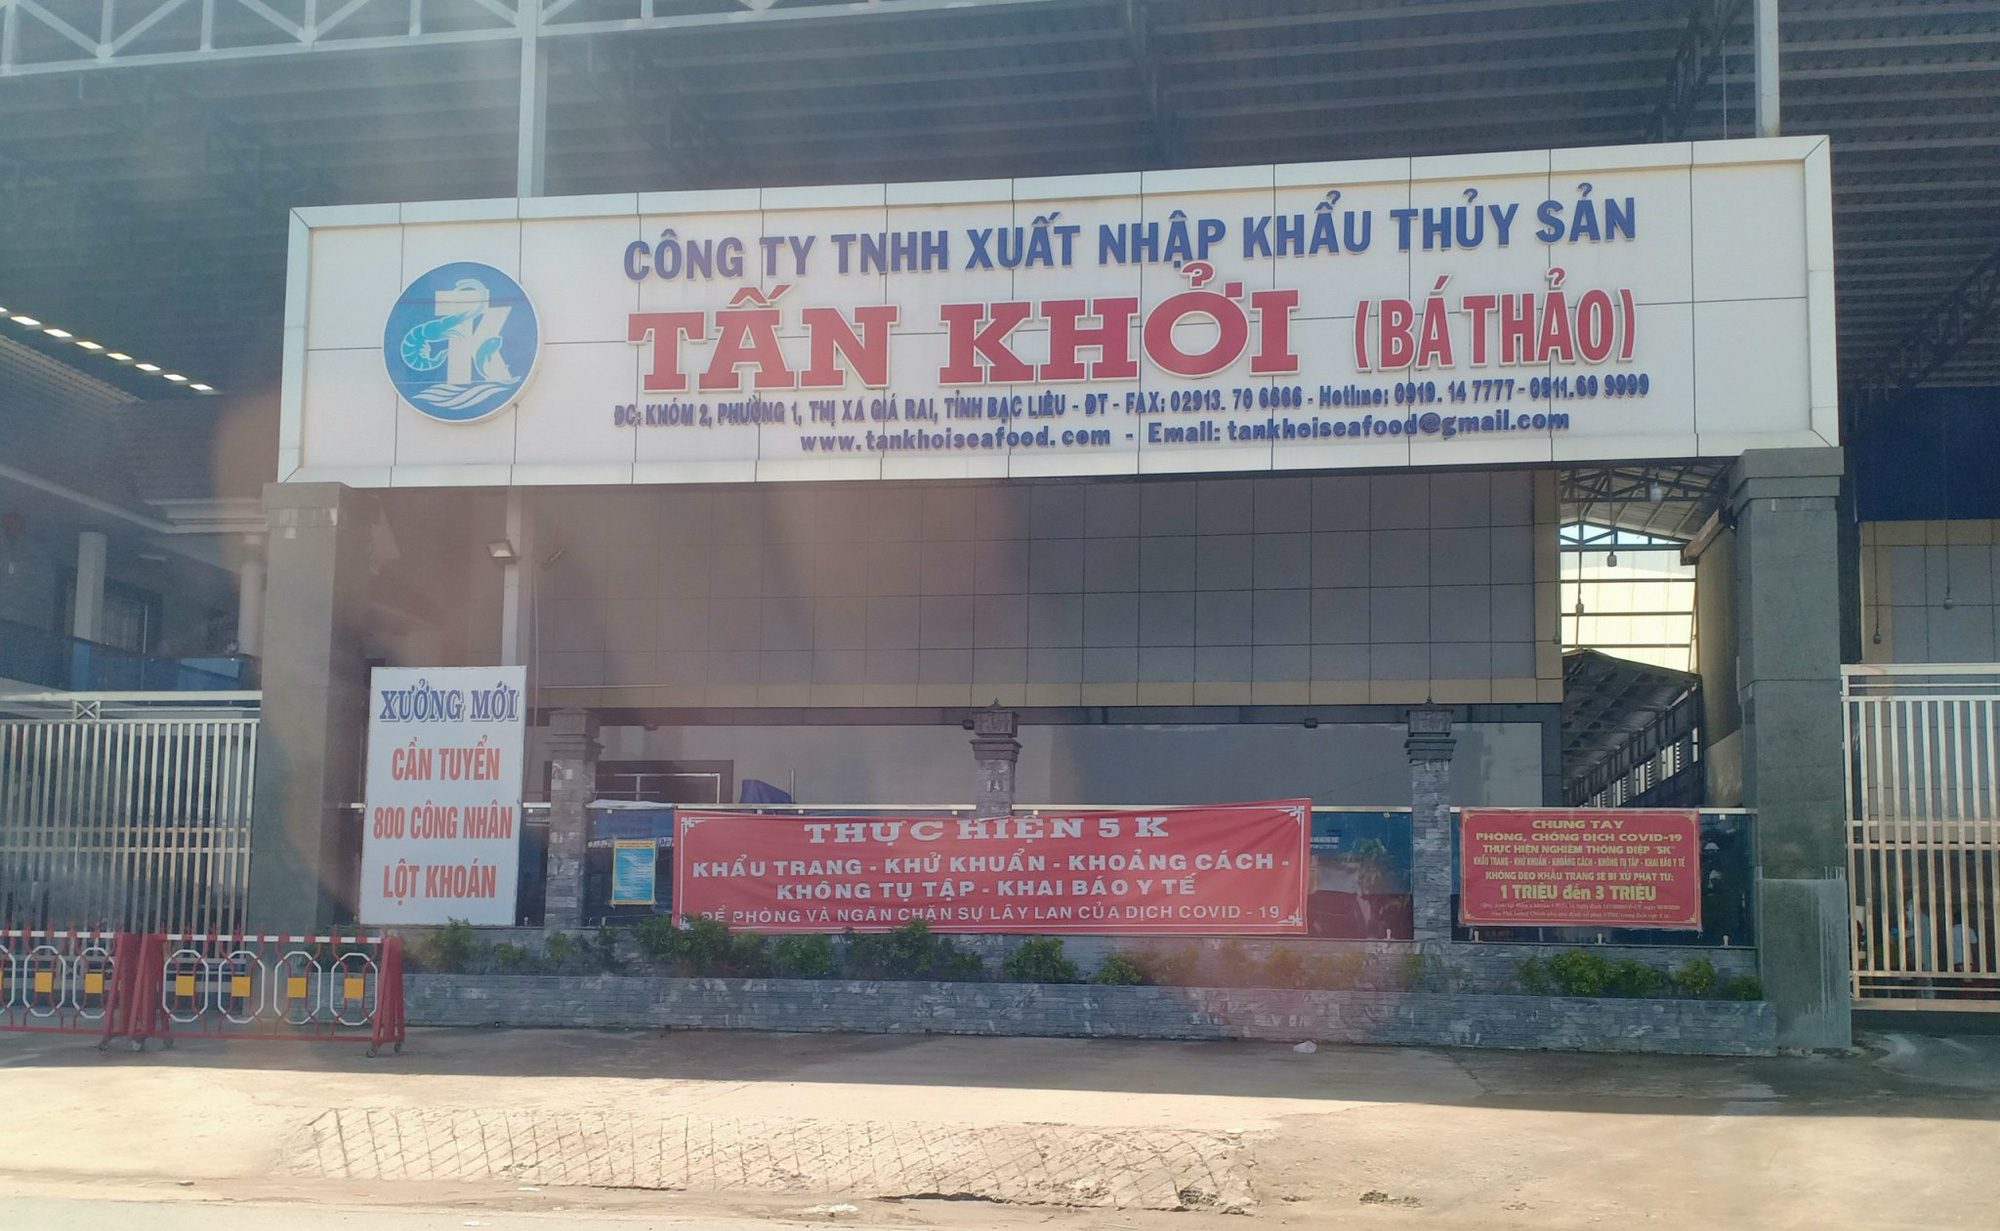 CÔNG TY TNHH XUẤT NHẬP KHẨU THỦY SẢN
TẤN KHỞI (BÁ THẢO)
ĐC: KHÓM 2, PHƯỜNG 1, THỊ XÃ GIÁ RAI, TỈNH BẠC LIÊU - ĐT - FAX: 02913. 70 6666 - Hotline: 0919. 14 7777 - 0911.69 9999
www.tankhoiseafood.com - Email: tankhoiseafood@gmail.com
XƯỞNG MỚI
CẦN TUYỂN
800 CÔNG NHÂN
LỘT KHOÁN
THỰC HIỆN 5 K
KHẨU TRANG - KHỬ KHUẨN - KHOẢNG CÁCH -
KHÔNG TỤ TẬP - KHAI BÁO Y TẾ
ĐỂ PHÒNG VÀ NGĂN CHẶN SỰ LÂY LAN CỦA DỊCH COVID - 19
CHUNG TAY
PHÒNG, CHỐNG DỊCH COVID-19
THỰC HIỆN NGHIÊM THÔNG ĐIỆP "5K"
KHẨU TRANG - KHỬ KHUẨN - KHOẢNG CÁCH - KHÔNG TỤ TẬP - KHAI BÁO Y TẾ
KHÔNG ĐEO KHẨU TRANG SẼ BỊ XỬ PHẠT TỪ:
1 TRIỆU đến 3 TRIỆU